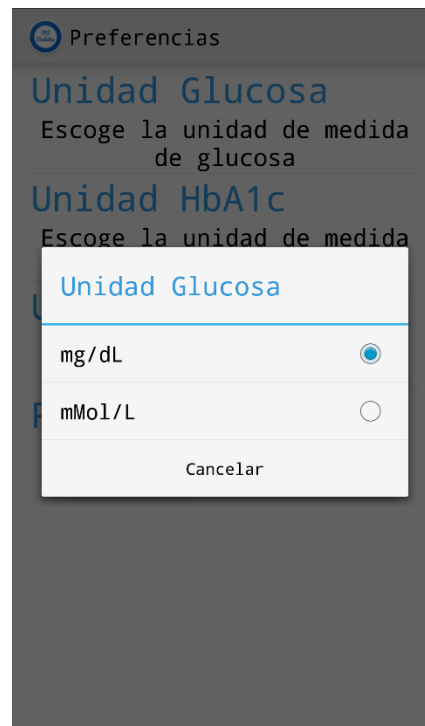 Preferencias
Unidad Glucosa
Escoge la unidad de medida
de glucosa
Unidad HbA1c
Escoge la unidad de medida
Unidad Glucosa
mg/dL
mMol/L
Cancelar